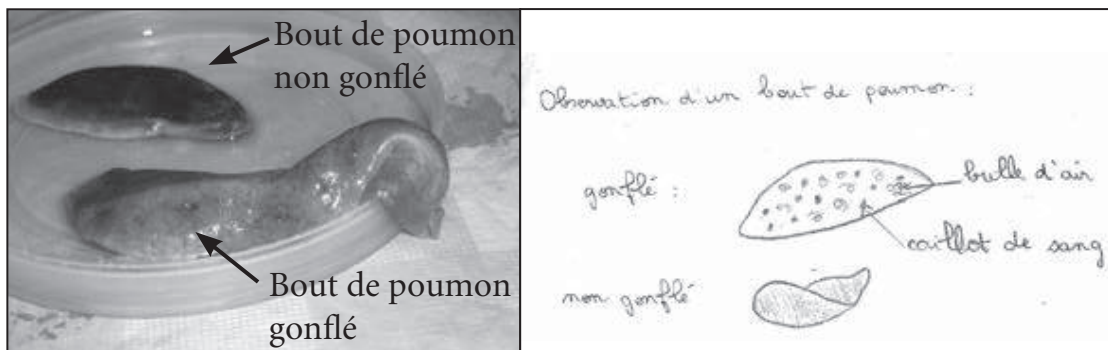 Bout de poumon
non gonflé
Bout de poumon
gonflé
Observation d'un bout de poumon :
gonflé :
bulle d'air
caillot de sang
non gonflé